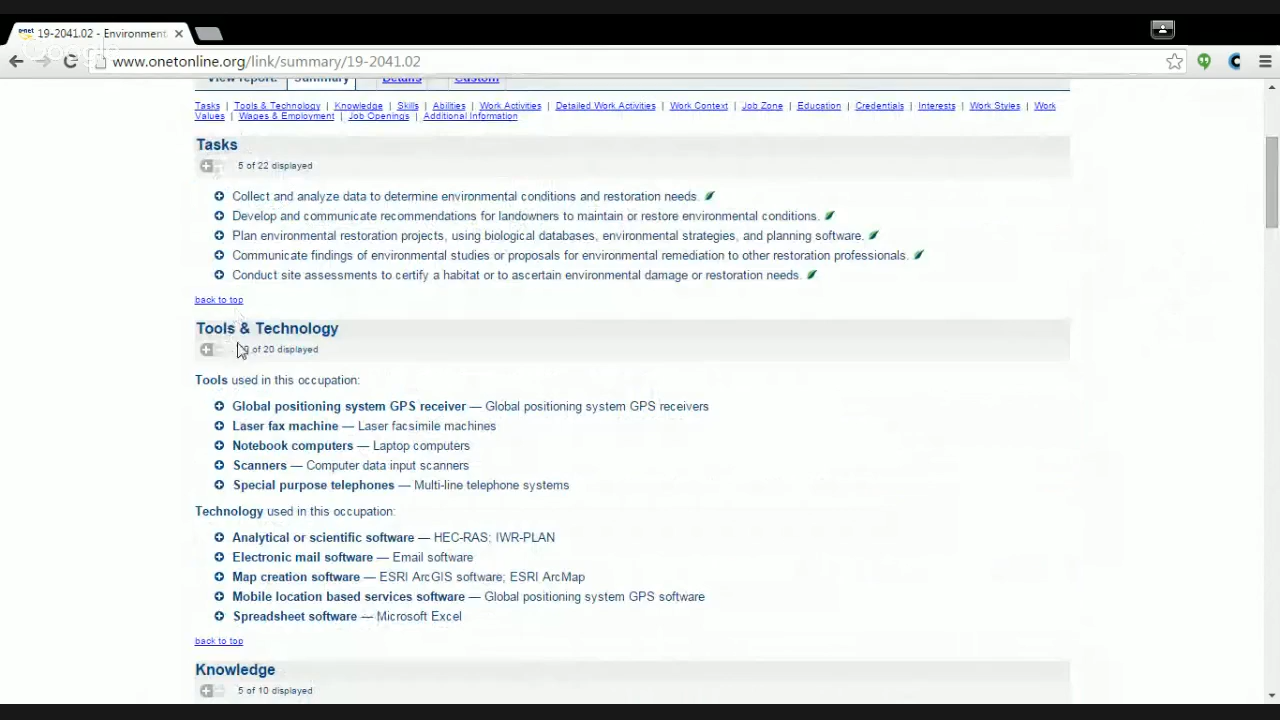 19-2041.02 - Environment
Google
www.onetonline.org/link/summary/19-2041.02
View report: Summary Details Custom
Tasks | Tools & Technology | Knowledge | Skills | Abilities | Work Activities | Detailed Work Activities | Work Context | Job Zone | Education | Credentials | Interests | Work Styles | Work
Values | Wages & Employment | Job Openings | Additional Information
Tasks
5 of 22 displayed
Collect and analyze data to determine environmental conditions and restoration needs.
Develop and communicate recommendations for landowners to maintain or restore environmental conditions.
Plan environmental restoration projects, using biological databases, environmental strategies, and planning software.
Communicate findings of environmental studies or proposals for environmental remediation to other restoration professionals.
Conduct site assessments to certify a habitat or to ascertain environmental damage or restoration needs.
back to top
Tools & Technology
of 20 displayed
Tools used in this occupation:
Global positioning system GPS receiver — Global positioning system GPS receivers
Laser fax machine — Laser facsimile machines
Notebook computers — Laptop computers
Scanners — Computer data input scanners
Special purpose telephones — Multi-line telephone systems
Technology used in this occupation:
Analytical or scientific software — HEC-RAS; IWR-PLAN
Electronic mail software — Email software
Map creation software — ESRI ArcGIS software; ESRI ArcMap
Mobile location based services software — Global positioning system GPS software
Spreadsheet software — Microsoft Excel
back to top
Knowledge
5 of 10 displayed